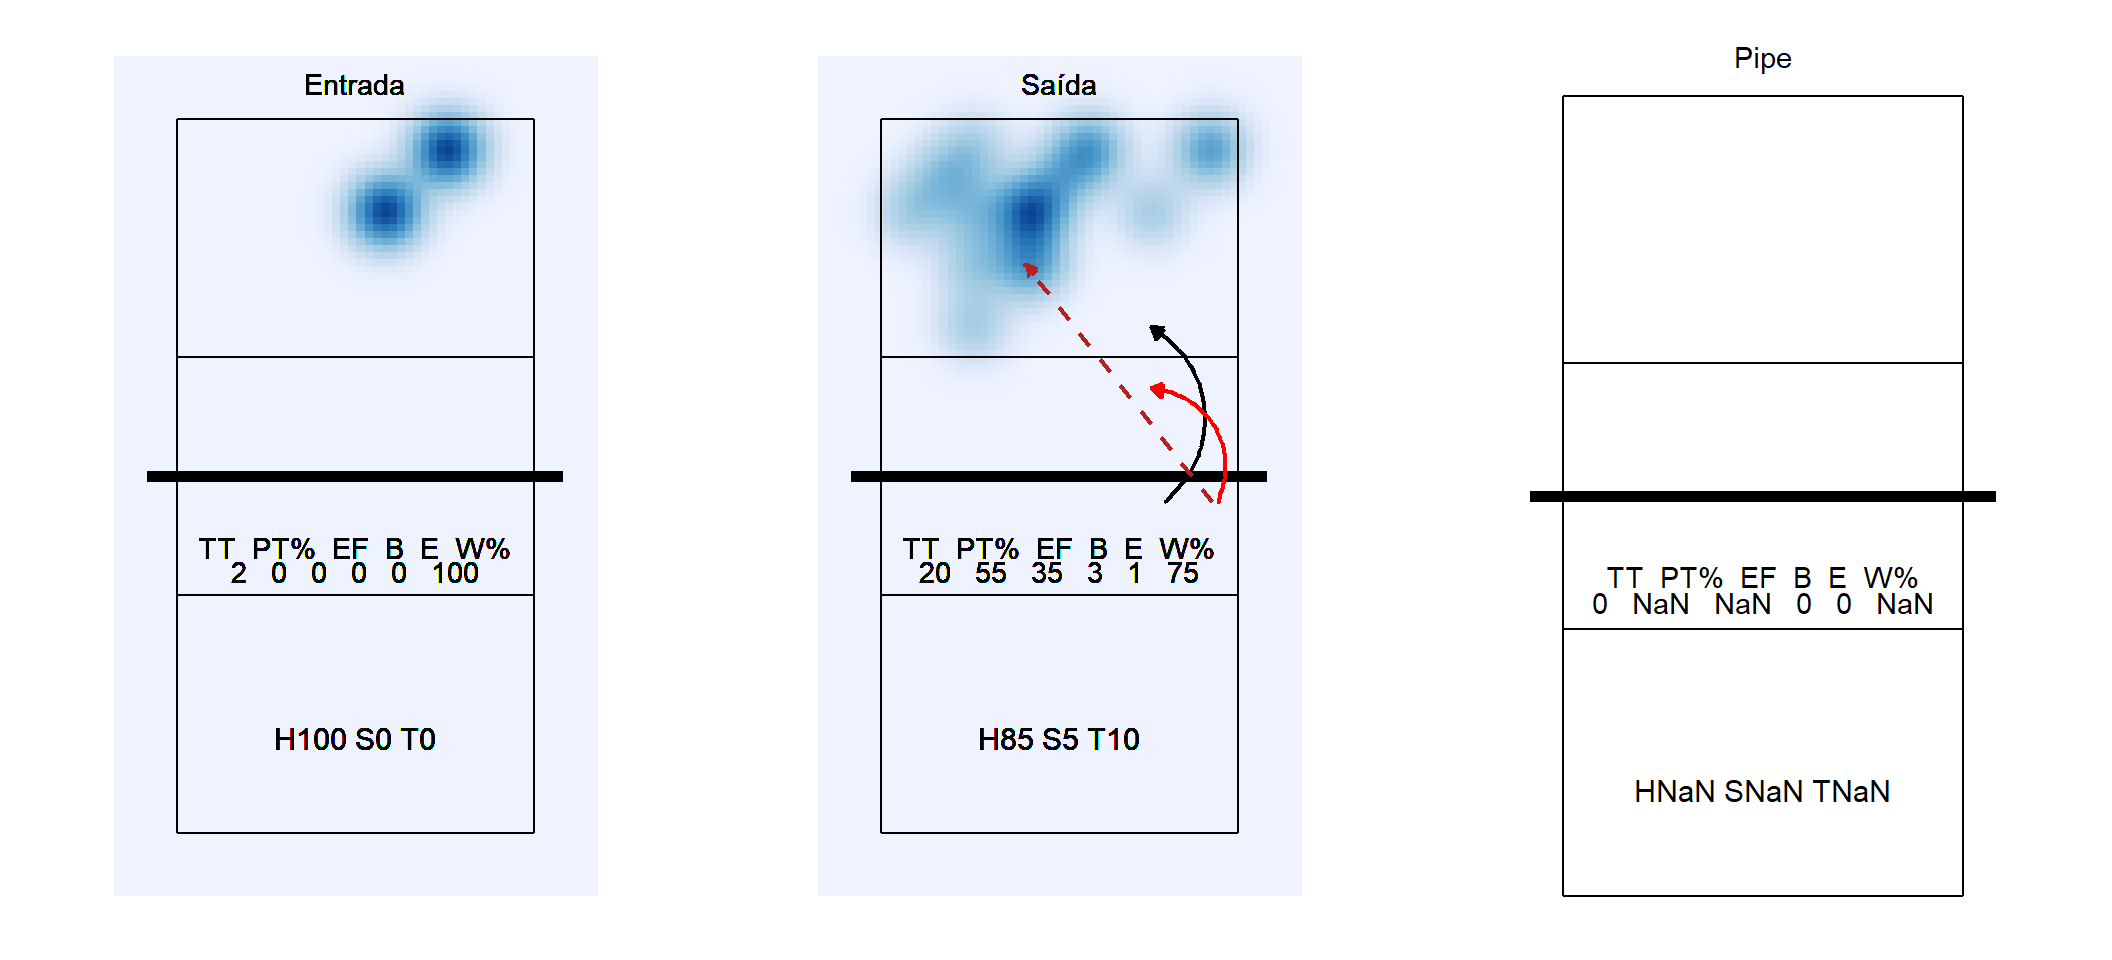 Entrada
TT PT% EF B E W%
2 0 0 0 0 100
H100 S0 T0
Saída
TT PT% EF B E W%
20 55 35 3 1 75
H85 S5 T10
Pipe
TT PT% EF B E W%
0 NaN NaN 0 0 NaN
HNaN SNaN TNaN